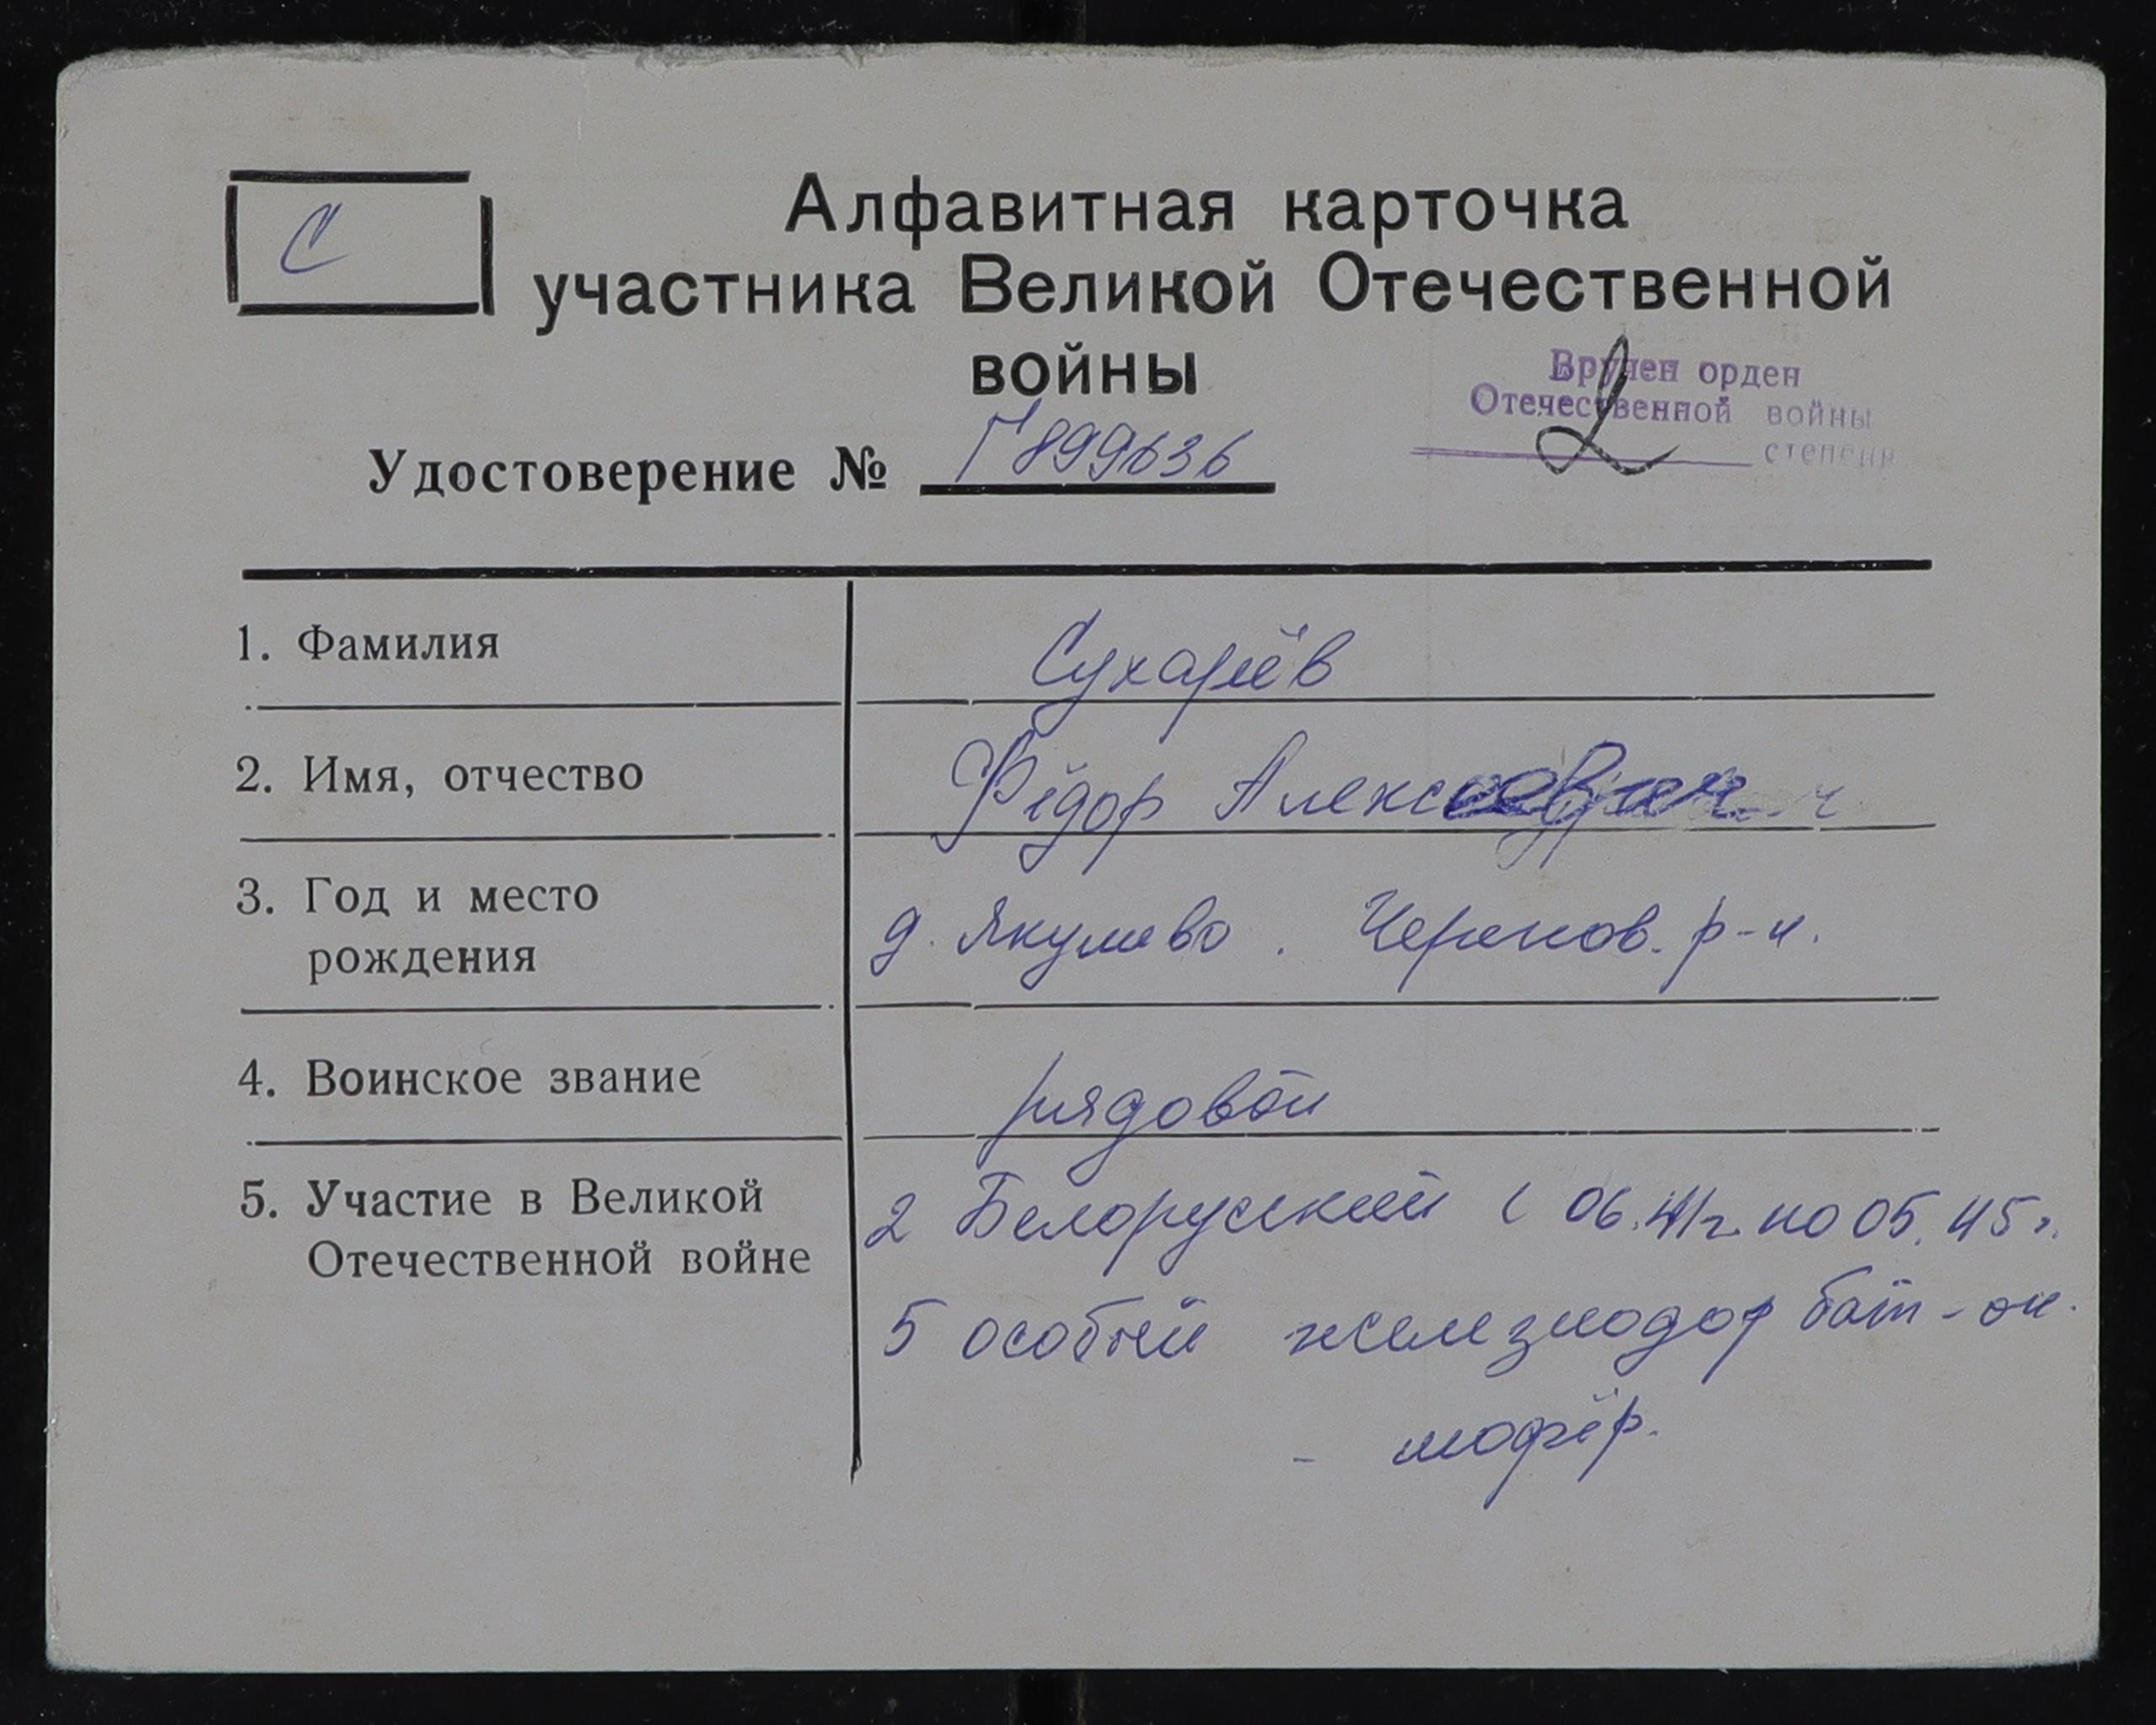 С
Алфавитная карточка
участника Великой Отечественной
войны
Вручен орден
Отечественной войны
2 степени
Удостоверение № Г 899636
1. Фамилия
Сухарёв
2. Имя, отчество
Фёдор Алексеевич
3. Год и место
рождения
д. Якушево. Черепов. р-н.
4. Воинское звание
рядовой
5. Участие в Великой
Отечественной войне
2 Белорусский с 06.41г. по 05.45г.
5 особый железнодор бат-он.
- шофёр.